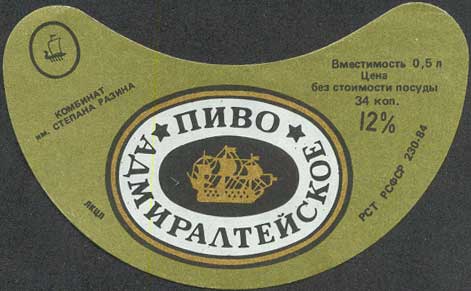 КОМБИНАТ
им. СТЕПАНА РАЗИНА
ПИВО
АДМИРАЛТЕЙСКОЕ
Вместимость 0,5 л
Цена
без стоимости посуды
34 коп.
12%
РСТ РСФСР 230-84
ЛКЦЛ